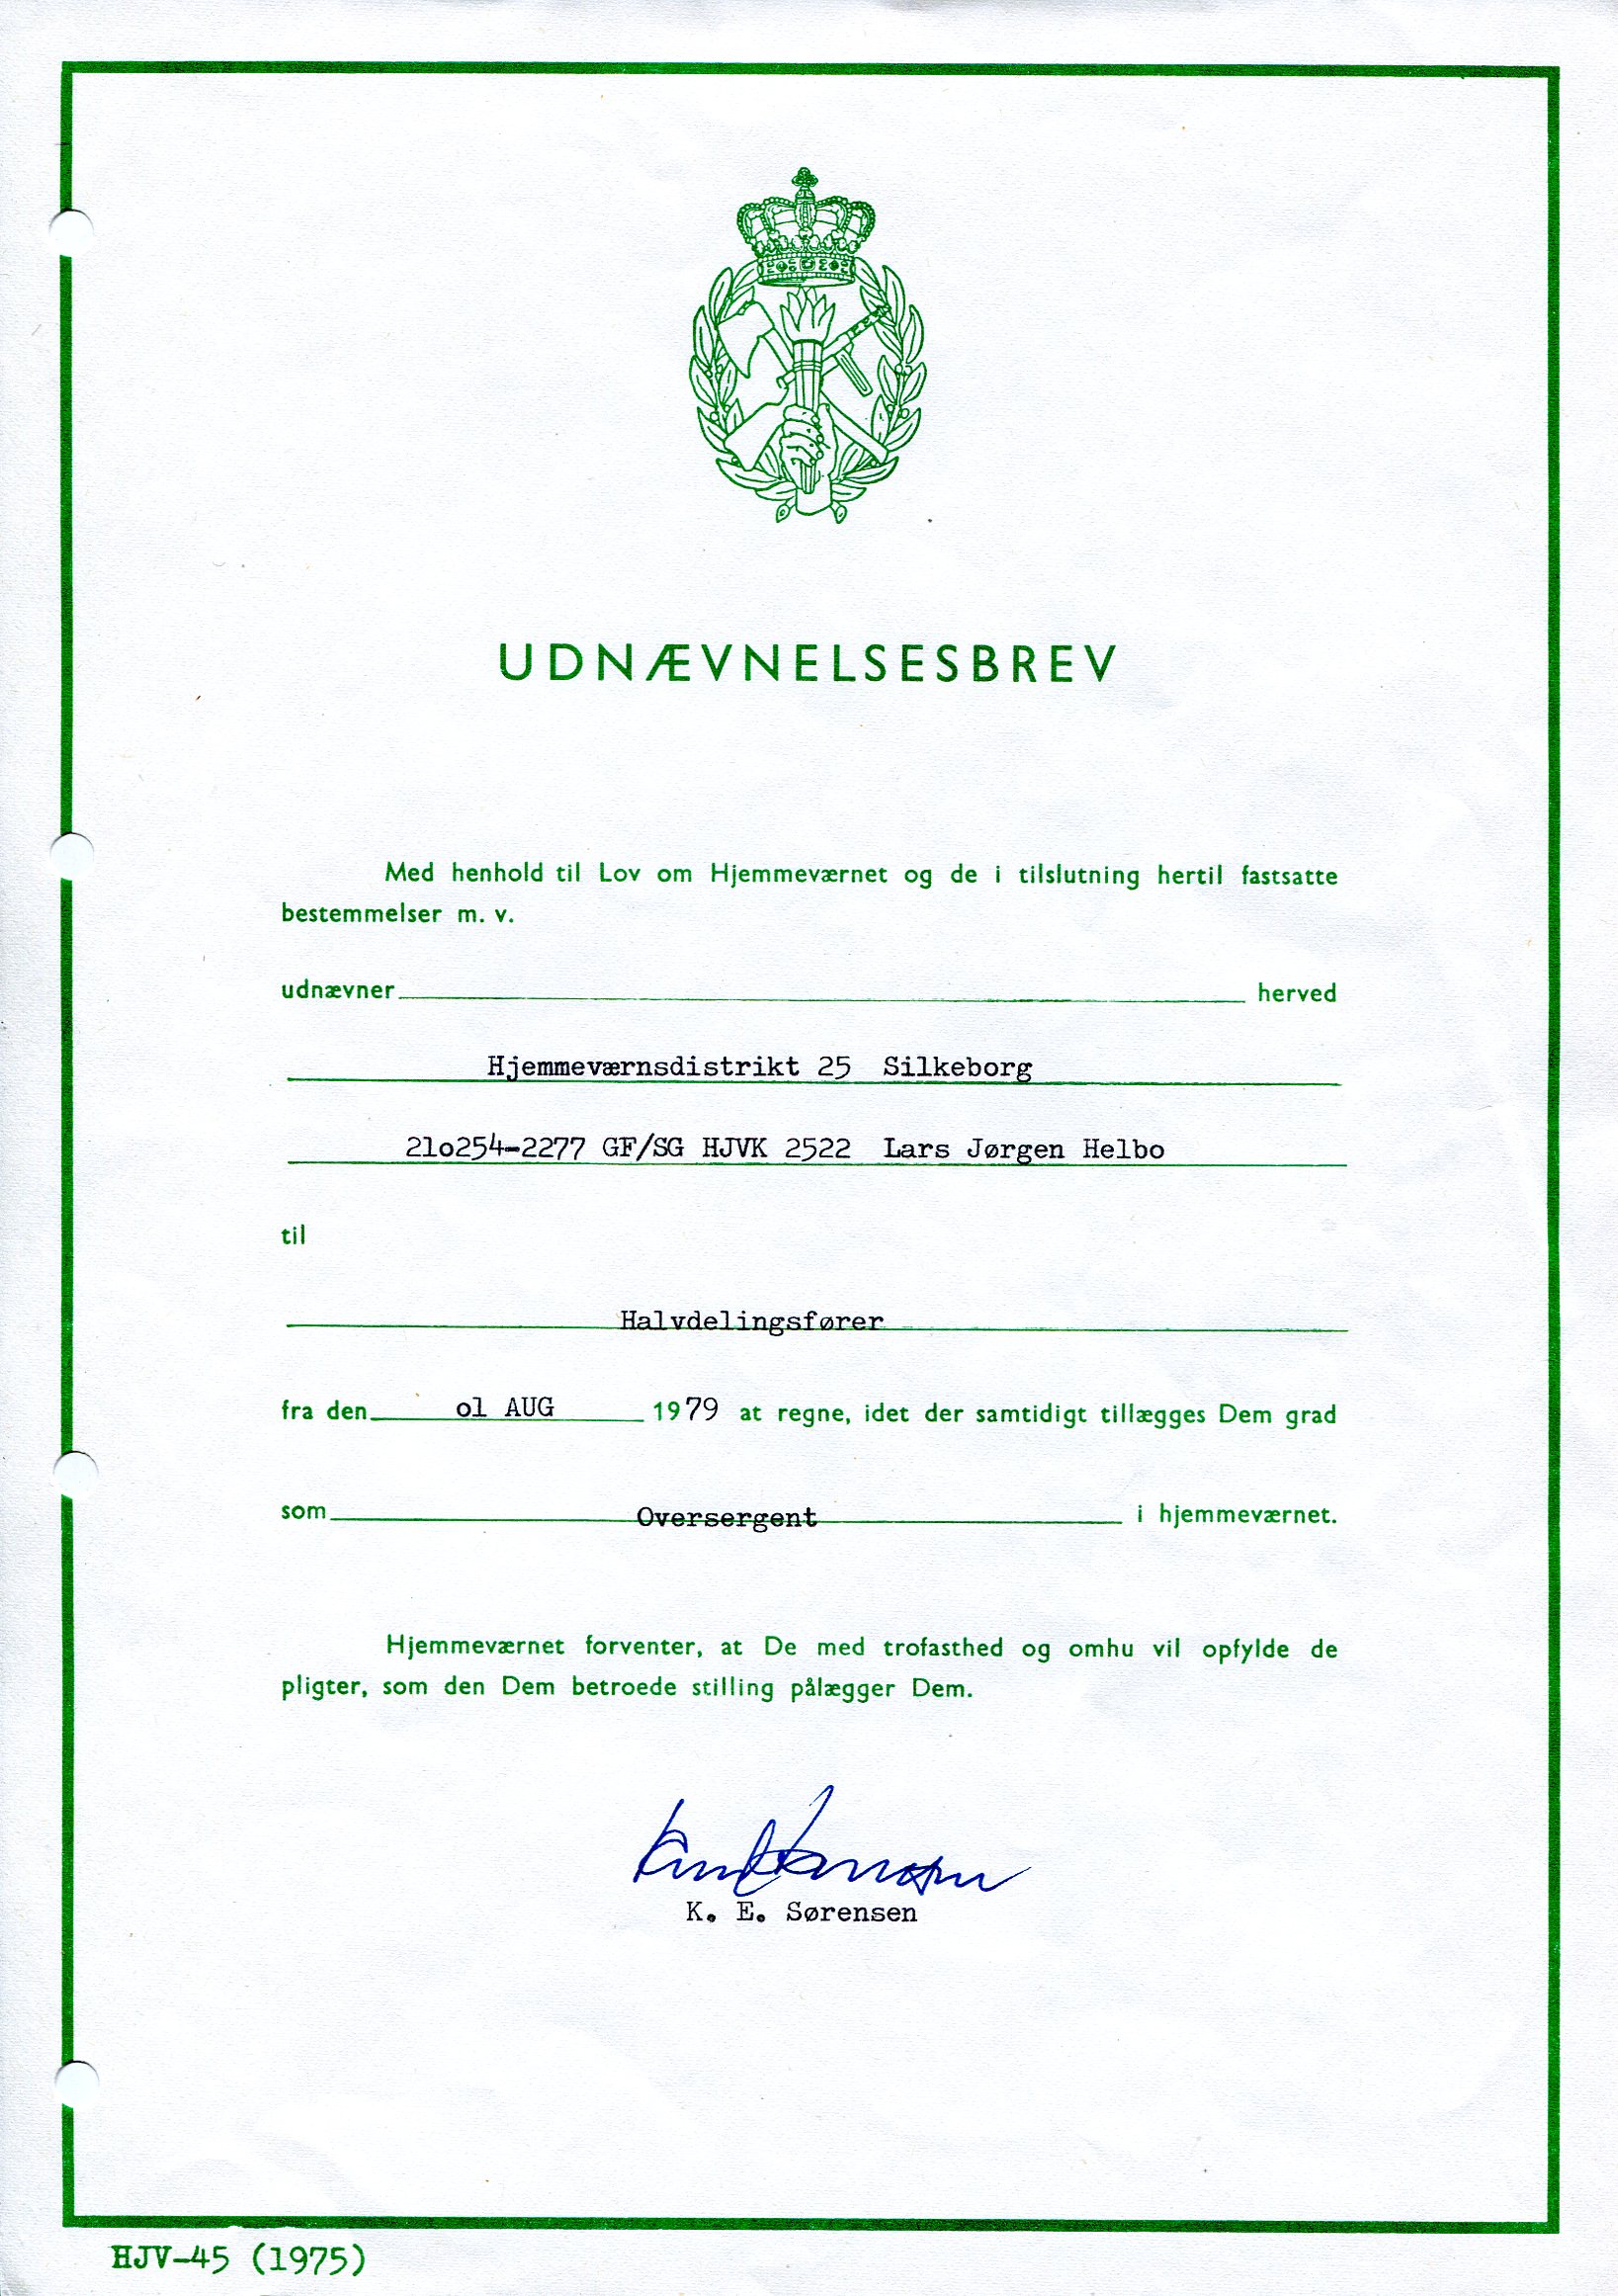 UDNÆVNELSESBREV
Med henhold til Lov om Hjemmeværnet og de i tilslutning hertil fastsatte
bestemmelser m. v.
udnævner herved
Hjemmeværnsdistrikt 25 Silkeborg
21o254-2277 GF/SG HJVK 2522 Lars Jørgen Helbo
til
Halvdelingsfører
fra den o1 AUG 1979 at regne, idet der samtidigt tillægges Dem grad
som Oversergent i hjemmeværnet.
Hjemmeværnet forventer, at De med trofasthed og omhu vil opfylde de
pligter, som den Dem betroede stilling pålægger Dem.
K. E. Sørensen
HJV-45 (1975)